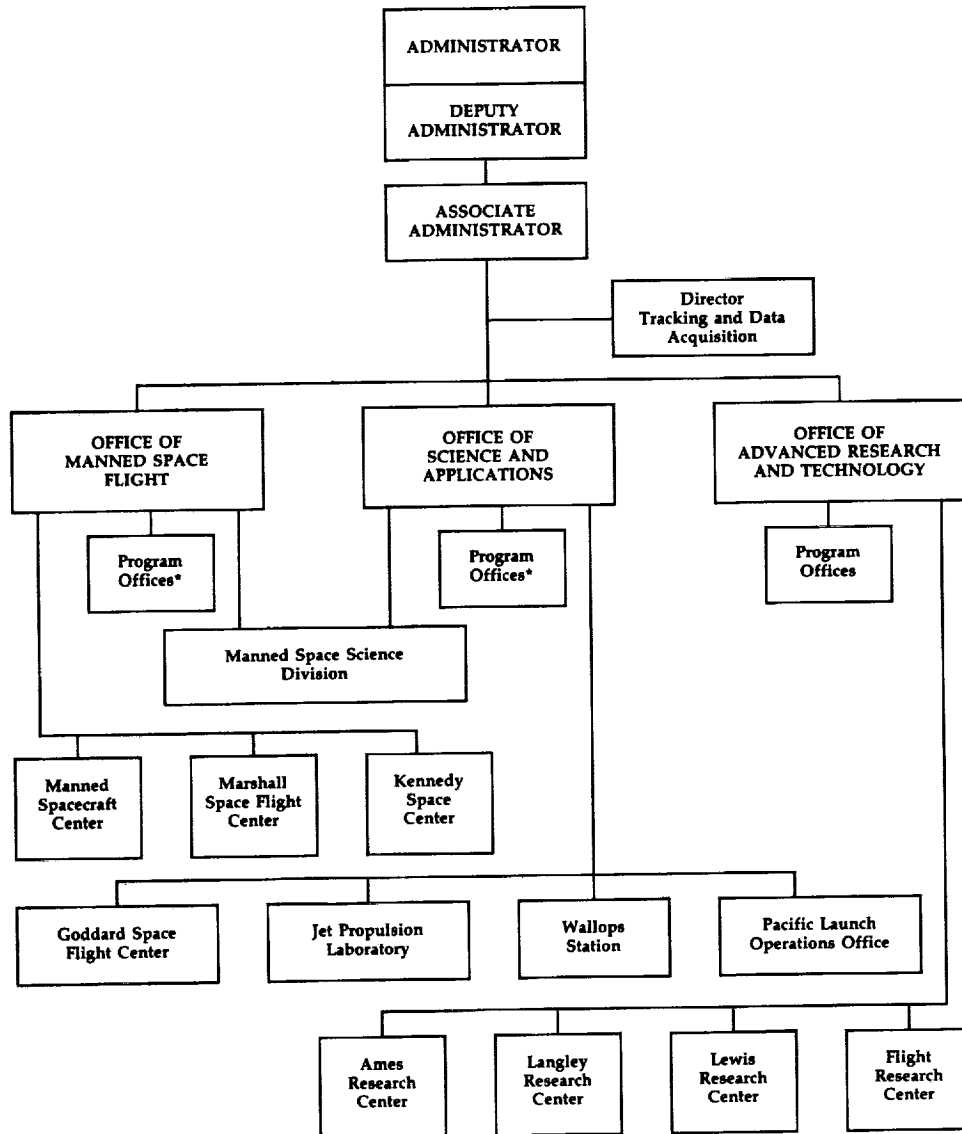 ADMINISTRATOR
DEPUTY
ADMINISTRATOR
ASSOCIATE
ADMINISTRATOR
Director
Tracking and Data
Acquisition
OFFICE OF
MANNED SPACE
FLIGHT
OFFICE OF
SCIENCE AND
APPLICATIONS
OFFICE OF
ADVANCED RESEARCH
AND TECHNOLOGY
Program
Offices*
Program
Offices*
Program
Offices
Manned Space Science
Division
Manned
Spacecraft
Center
Marshall
Space Flight
Center
Kennedy
Space
Center
Goddard Space
Flight Center
Jet Propulsion
Laboratory
Wallops
Station
Pacific Launch
Operations Office
Ames
Research
Center
Langley
Research
Center
Lewis
Research
Center
Flight
Research
Center